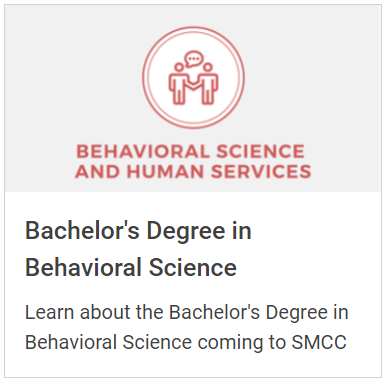 BEHAVIORAL SCIENCE
AND HUMAN SERVICES
Bachelor's Degree in
Behavioral Science
Learn about the Bachelor's Degree in
Behavioral Science coming to SMCC